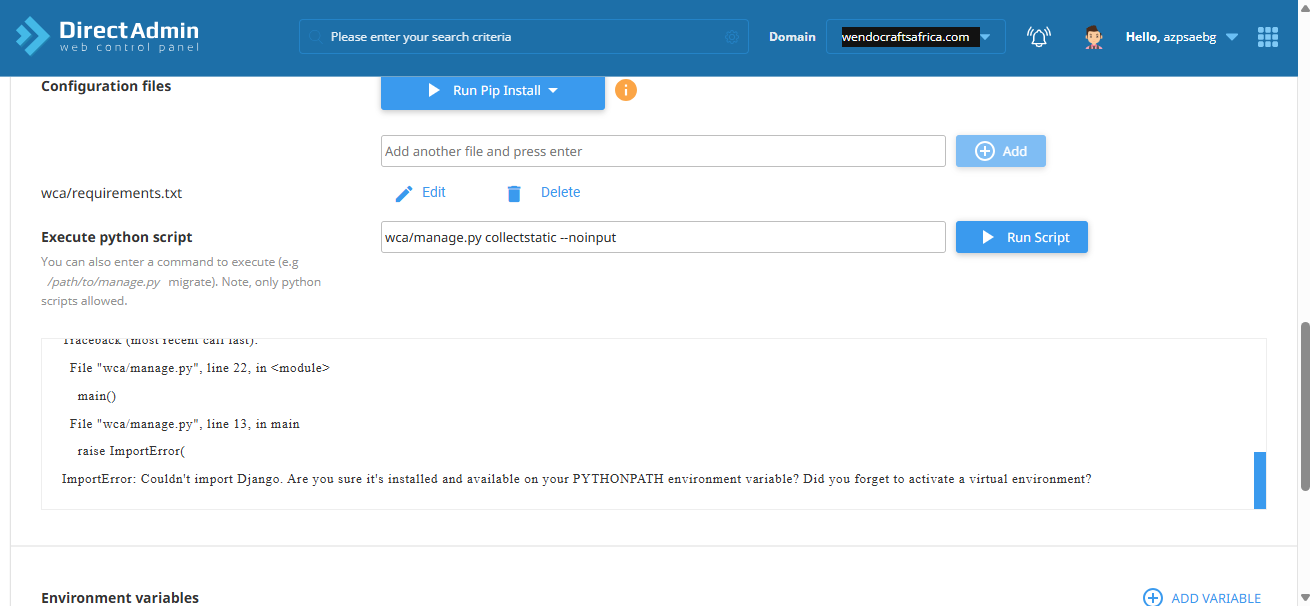 DirectAdmin
web control panel
Please enter your search criteria
Domain
wendocraftsafrica.com
Hello, azpsaebg
Configuration files
Run Pip Install
i
Add another file and press enter
Add
wca/requirements.txt
Edit
Delete
Execute python script
wca/manage.py collectstatic --noinput
Run Script
You can also enter a command to execute (e.g
/path/to/manage.py migrate). Note, only python
scripts allowed.
Traceback (most recent call last):
File "wca/manage.py", line 22, in <module>
main()
File "wca/manage.py", line 13, in main
raise ImportError(
ImportError: Couldn't import Django. Are you sure it's installed and available on your PYTHONPATH environment variable? Did you forget to activate a virtual environment?
Environment variables
ADD VARIABLE